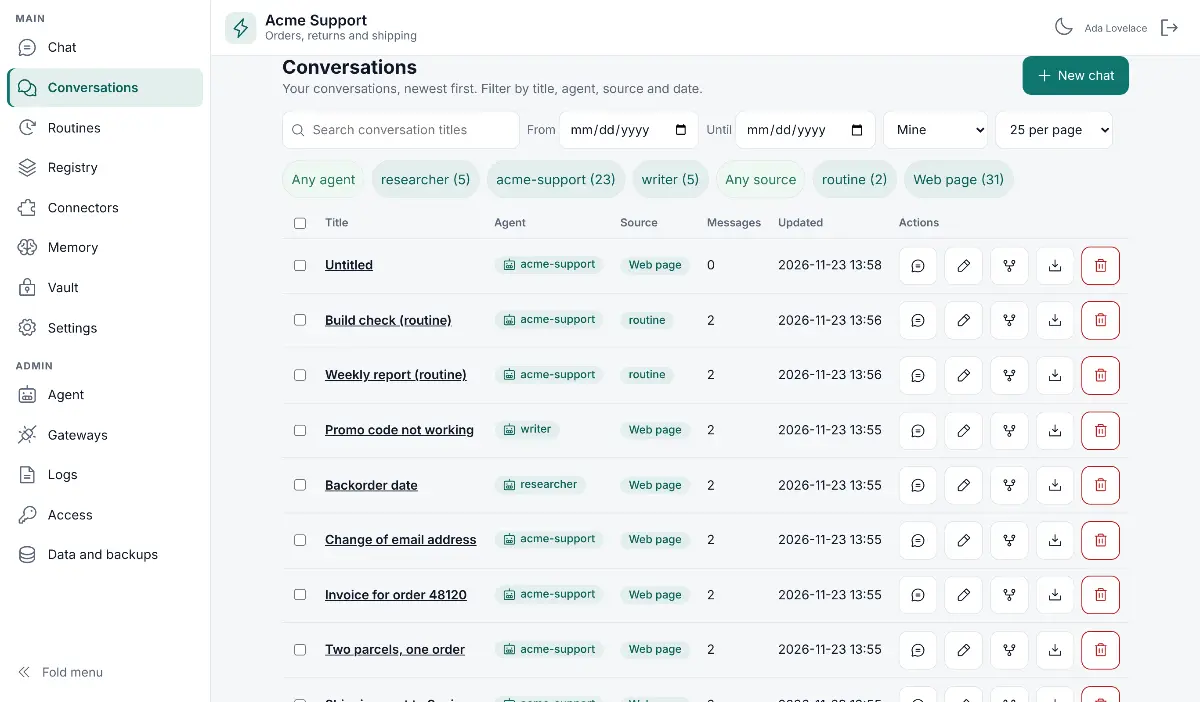 MAIN
Chat
Conversations
Routines
Registry
Connectors
Memory
Vault
Settings
ADMIN
Agent
Gateways
Logs
Access
Data and backups
Fold menu
Acme Support
Orders, returns and shipping
Ada Lovelace
Conversations
Your conversations, newest first. Filter by title, agent, source and date.
New chat
Search conversation titles From mm/dd/yyyy Until mm/dd/yyyy Mine 25 per page
Any agent researcher (5) acme-support (23) writer (5) Any source routine (2) Web page (31)
Title Agent Source Messages Updated Actions
Untitled acme-support Web page 0 2026-11-23 13:58
Build check (routine) acme-support routine 2 2026-11-23 13:56
Weekly report (routine) acme-support routine 2 2026-11-23 13:56
Promo code not working writer Web page 2 2026-11-23 13:55
Backorder date researcher Web page 2 2026-11-23 13:55
Change of email address acme-support Web page 2 2026-11-23 13:55
Invoice for order 48120 acme-support Web page 2 2026-11-23 13:55
Two parcels, one order acme-support Web page 2 2026-11-23 13:55